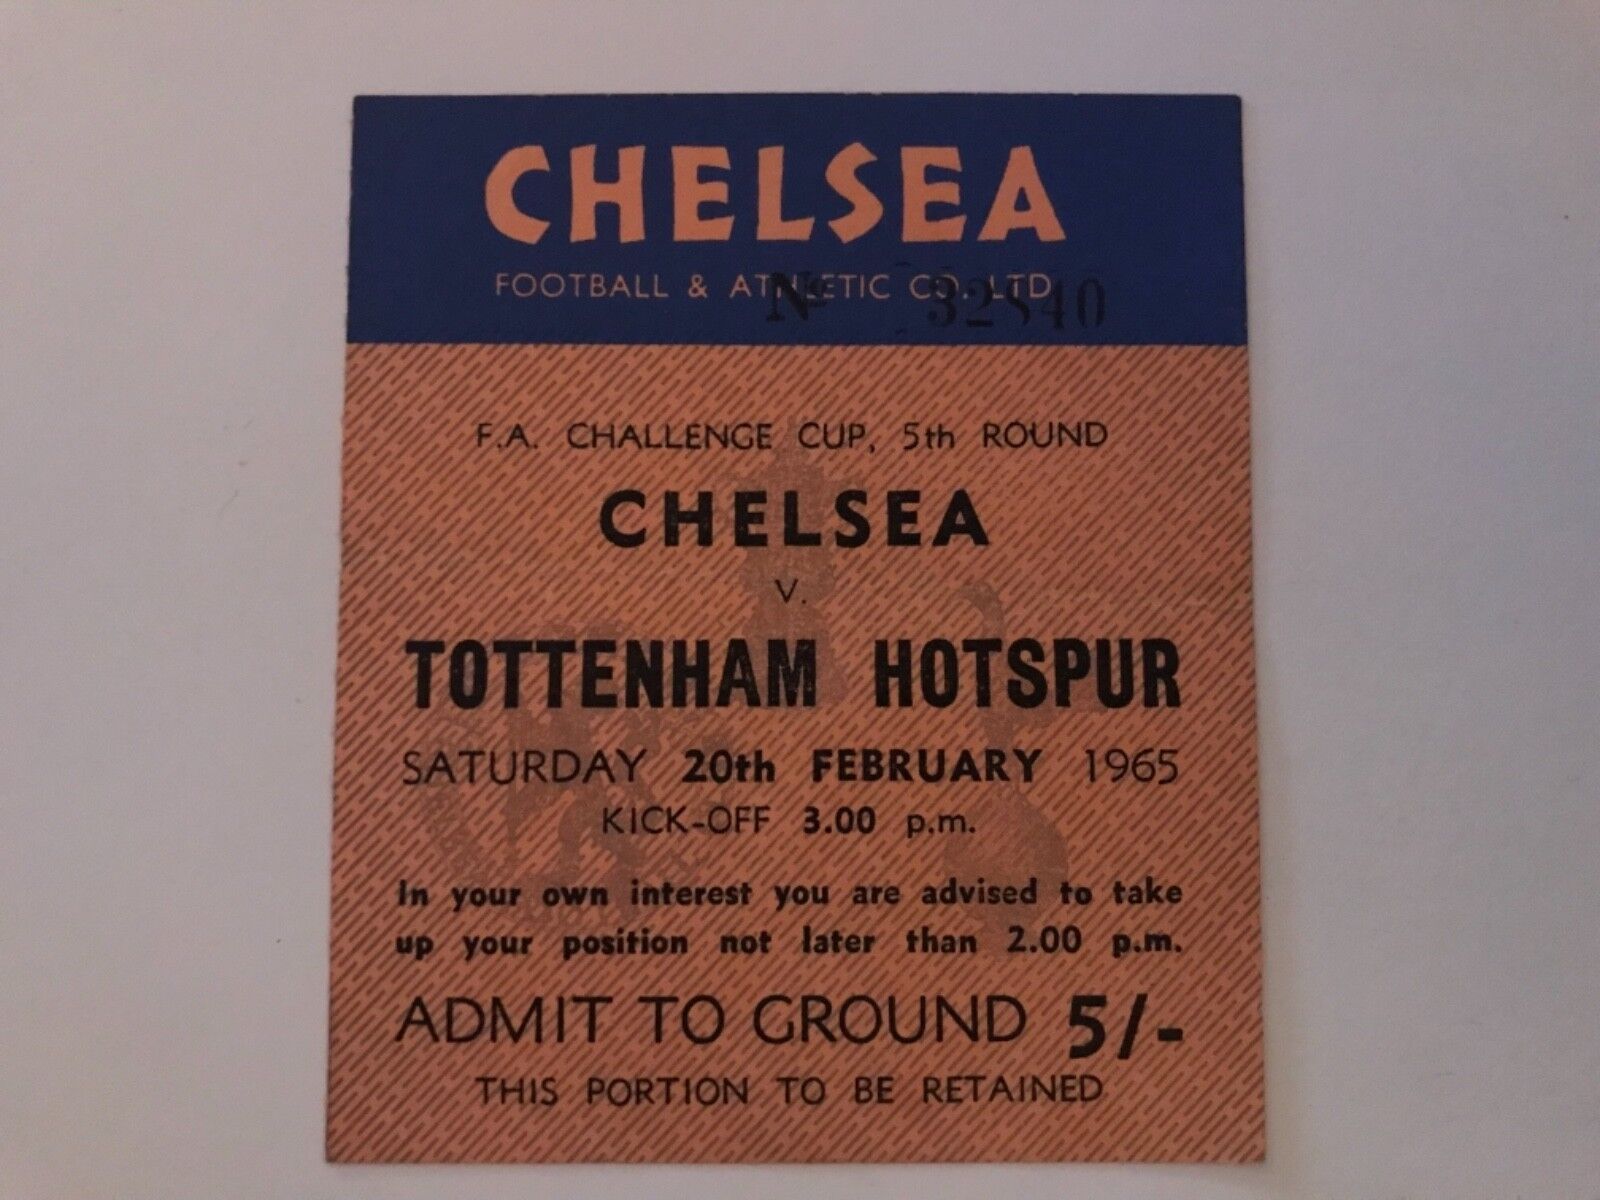 CHELSEA
FOOTBALL & ATHLETIC CO. LTD
No 32840
F.A. CHALLENGE CUP, 5th ROUND
CHELSEA
V.
TOTTENHAM HOTSPUR
SATURDAY 20th FEBRUARY 1965
KICK-OFF 3.00 p.m.
In your own interest you are advised to take
up your position not later than 2.00 p.m.
ADMIT TO GROUND 5/-
THIS PORTION TO BE RETAINED